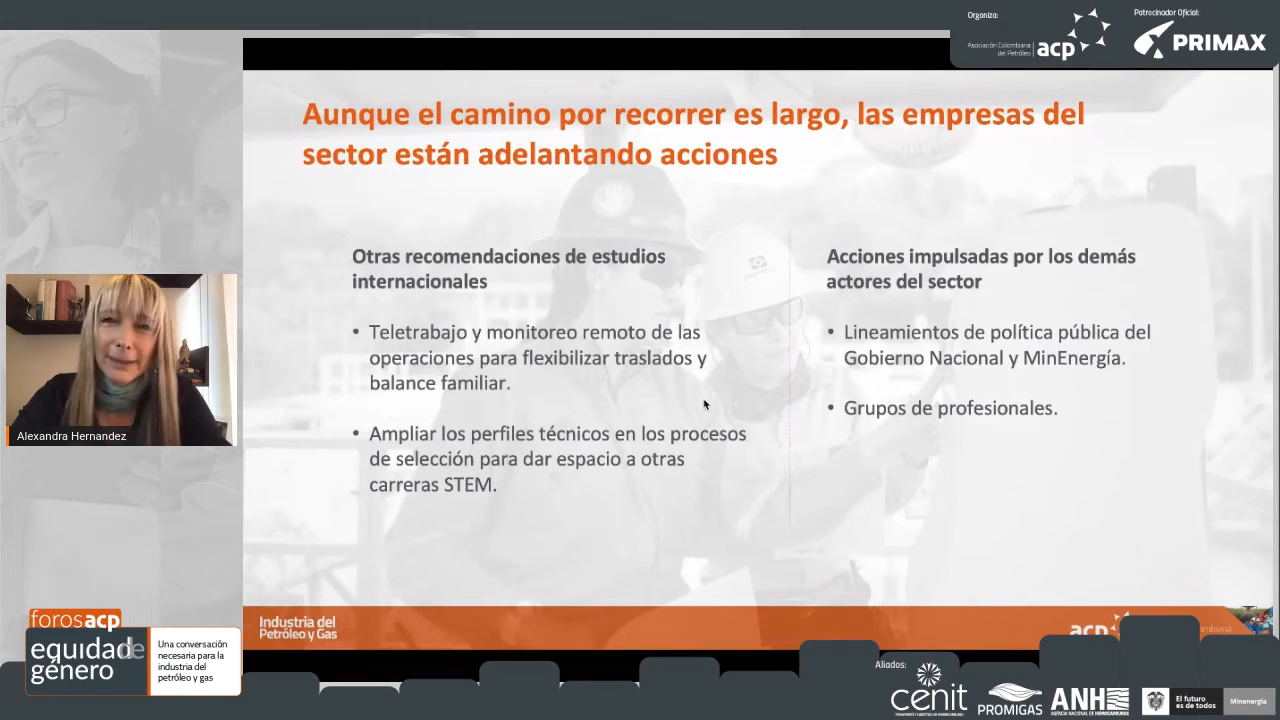 Organiza:
Asociación Colombiana
del Petróleo
acp
Patrocinador Oficial:
PRIMAX
Aunque el camino por recorrer es largo, las empresas del
sector están adelantando acciones
Otras recomendaciones de estudios
internacionales
• Teletrabajo y monitoreo remoto de las
operaciones para flexibilizar traslados y
balance familiar.
• Ampliar los perfiles técnicos en los procesos
de selección para dar espacio a otras
carreras STEM.
Acciones impulsadas por los demás
actores del sector
• Lineamientos de política pública del
Gobierno Nacional y MinEnergía.
• Grupos de profesionales.
Alexandra Hernandez
Industria del
Petróleo y Gas
acp
forosacp
equidad de
género
Una conversación
necesaria para la
industria del
petróleo y gas
Aliados:
cenit
PROMIGAS
ANH
AGENCIA NACIONAL DE HIDROCARBUROS
El futuro
es de todos
Minenergía